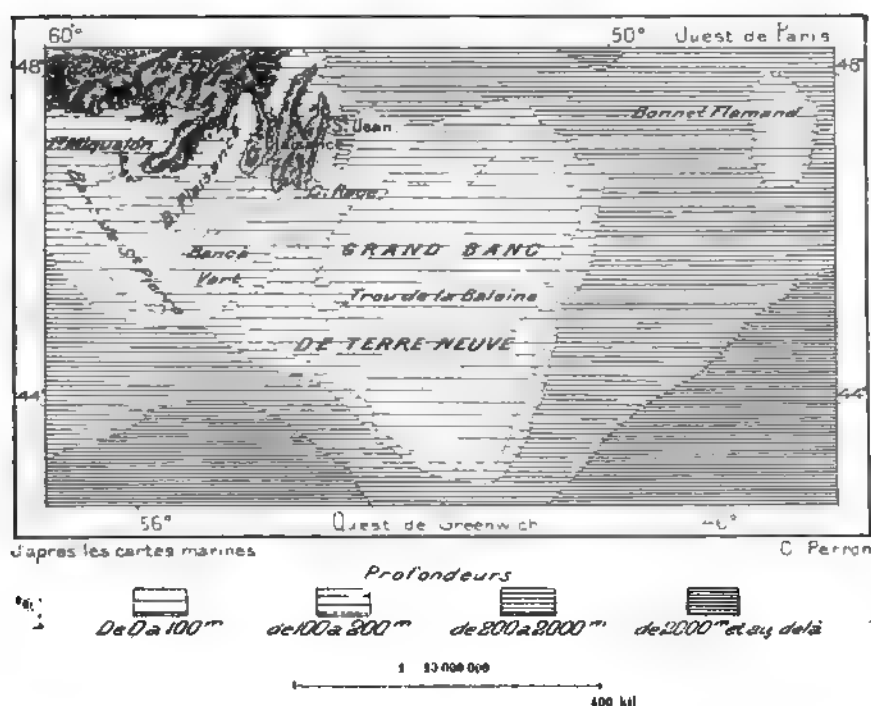 60° 50° Ouest de Paris
48° 48°
Bonnet Flamand
S. Jean
Miquelon Plaisance
C. Race
Banc à GRAND BANC
Vert
Trou de la Baleine
DE TERRE-NEUVE
44° 44°
56° Ouest de Greenwich 46°
d'après les cartes marines C. Perron
Profondeurs
De 0 à 100m de 100 à 200m de 200 à 2000m de 2000m et au delà
400 kil